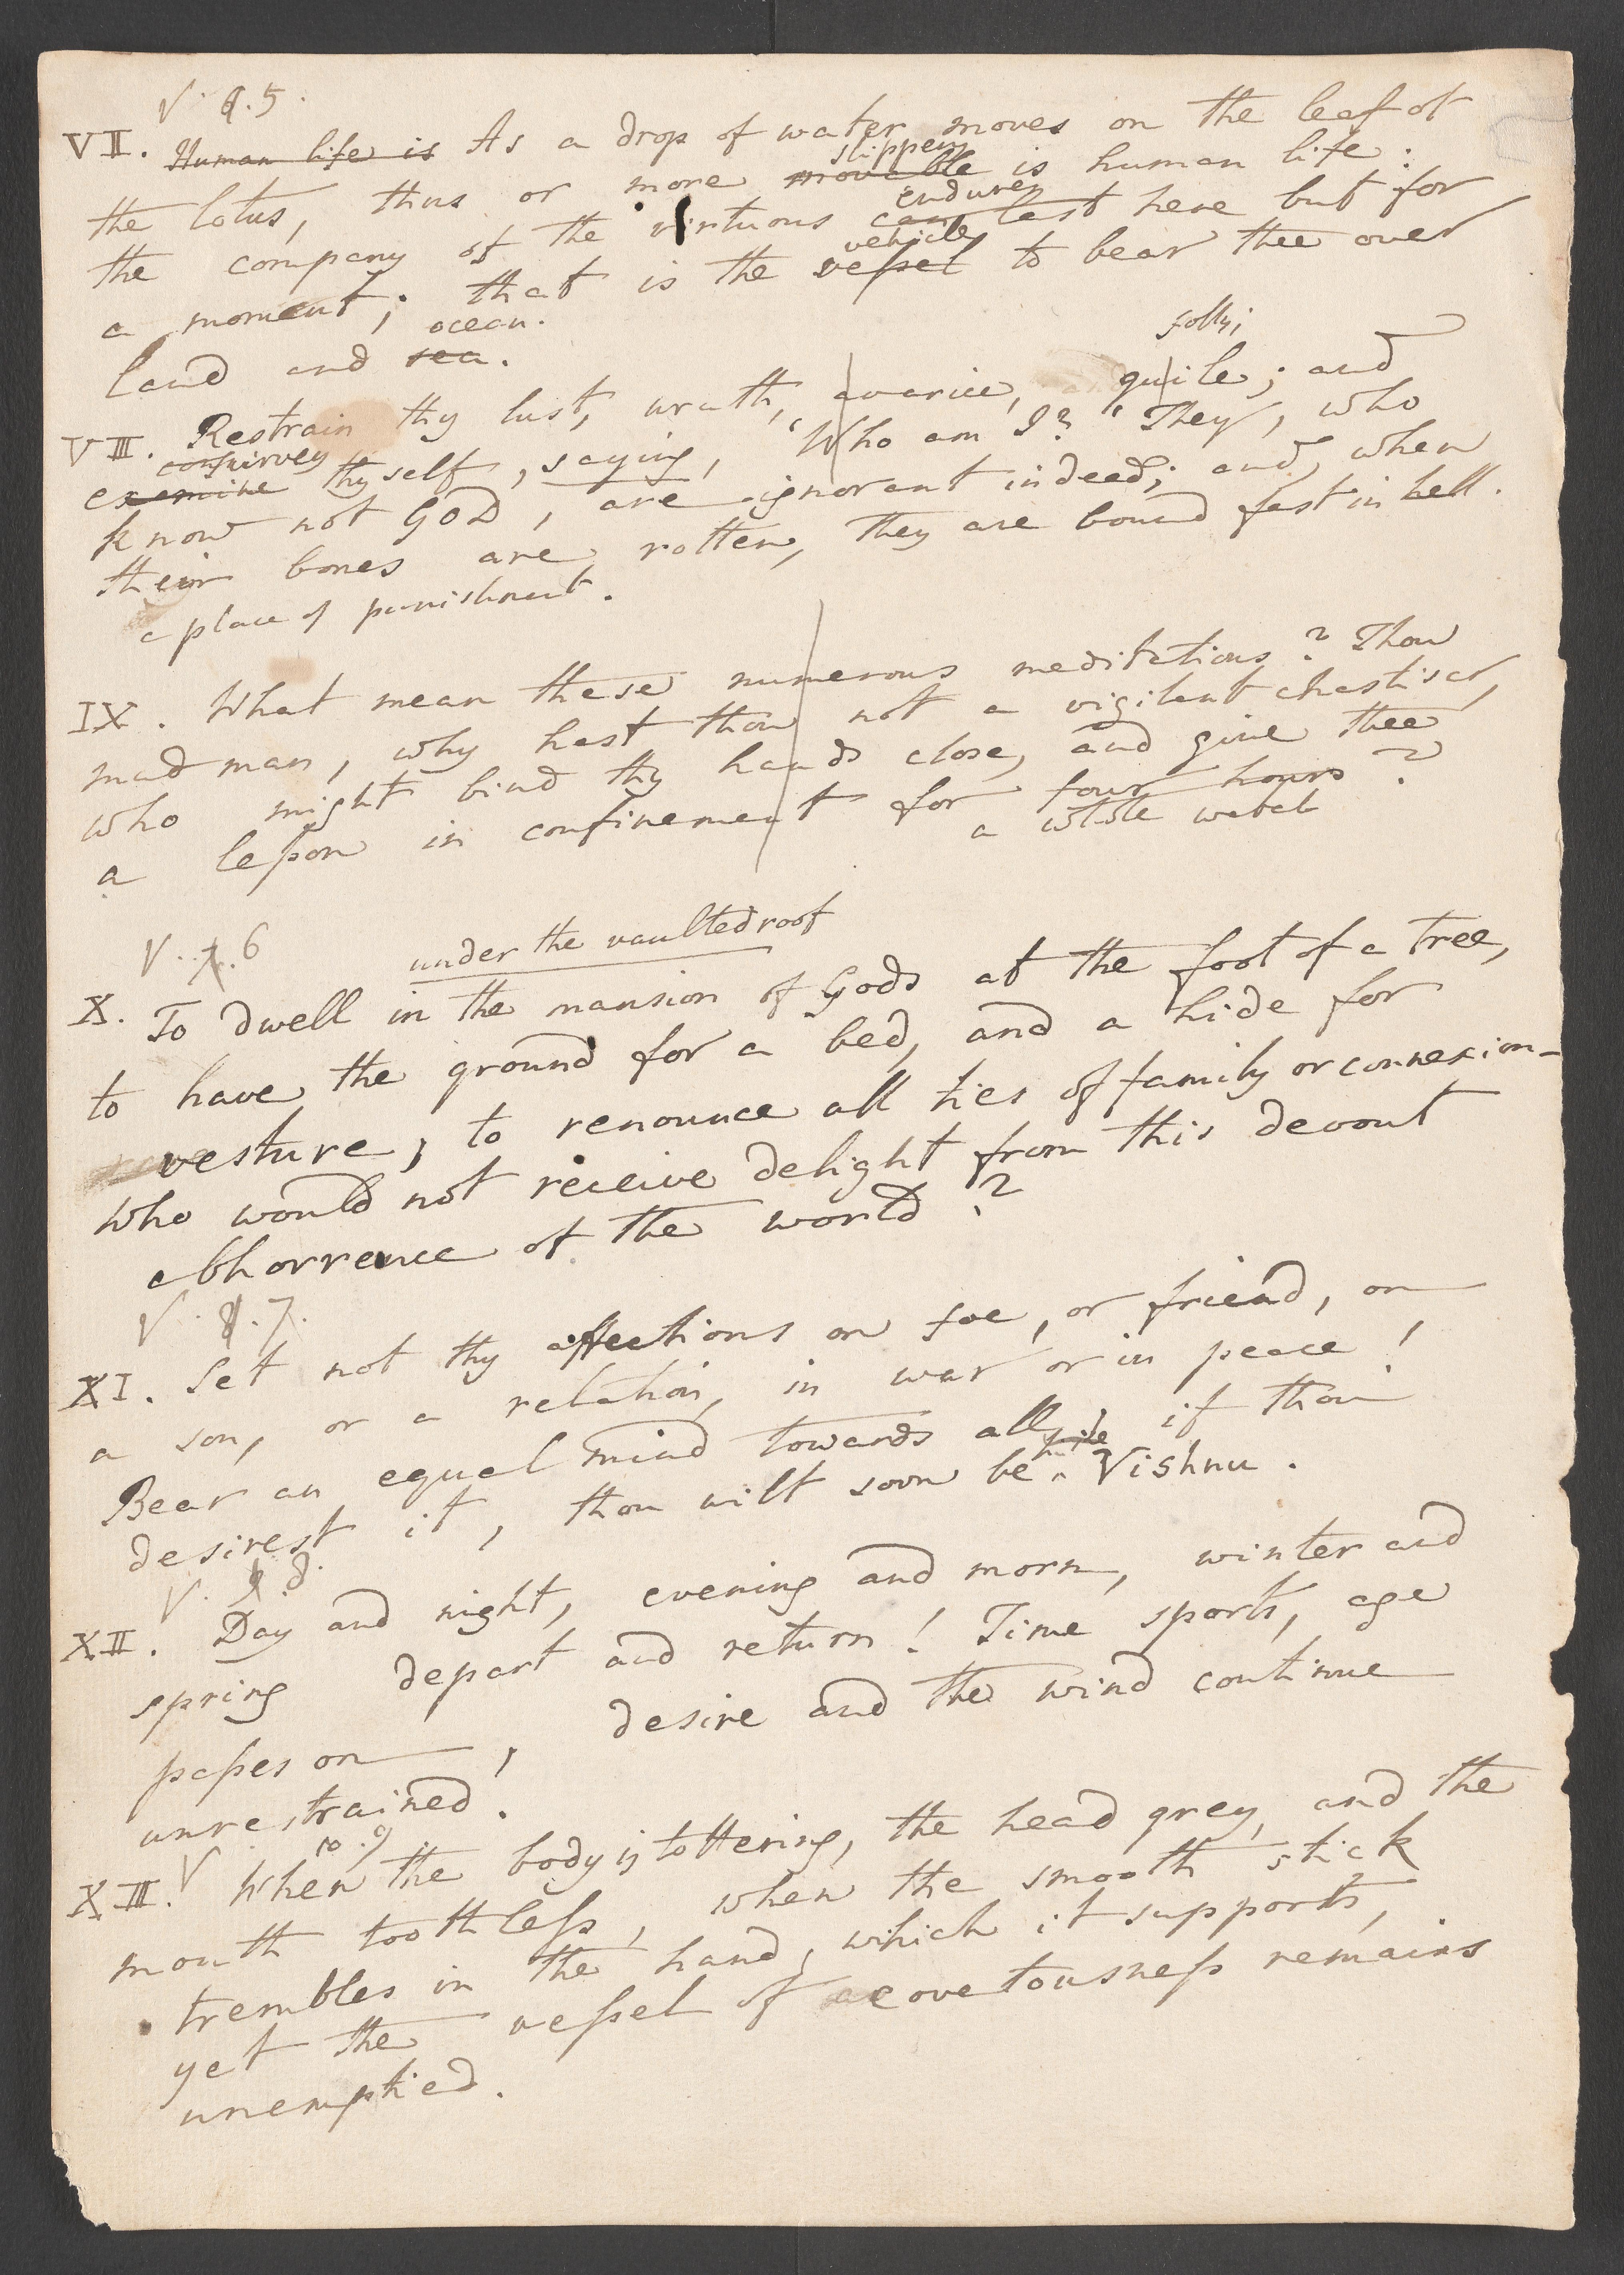 V. 5.
VII. Human life is As a drop of water moves on the leaf of
slippery
the lotus, thus or more movable is human life:
endures
the company of the virtuous can last here but for
vehicle
a moment; that is the vessel to bear thee over
ocean.
land and sea.
folly;
VIII. Restrain thy lust, wrath, avarice, guile; and
survey
examine thyself, saying, 'Who am I?' They, who
know not GOD, are ignorant indeed; and, when
their bones are rotten, they are bound fast in hell.
a place of punishment.
IX. What mean these numerous meditations? Thou
mad man, why hast thou not a vigilant chastiser,
who might bind thy hands close, and give thee
a leſson in confinement for four hours?
a whole watch
V. 6
under the vaulted roof
X. To dwell in the mansion of Gods at the foot of a tree,
to have the ground for a bed, and a hide for
vesture, to renounce all ties of family or connexion—
who would not receive delight from this devout
abhorrence of the world?
V. 7.
XI. Set not thy affections on foe, or friend, on
a son, or a relation, in war or in peace!
Bear an equal mind towards all, if thou
desirest it, thou wilt soon be a Vishnu.
V. 8.
XII. Day and night, evening and morn, winter and
spring depart and return! Time sports, age
paſses on, desire and the wind continue
unrestrained.
V 10. 9
XIII. When the body is tottering, the head grey, and the
mouth toothleſs, when the smooth stick
trembles in the hand, which it supports,
yet the veſsel of covetousneſs remains
unemptied.